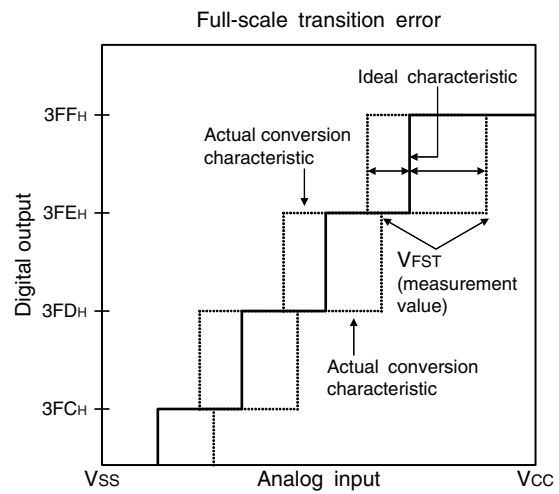 Full-scale transition error
Ideal characteristic
3FFH
Actual conversion
characteristic
3FEH
VFST
(measurement
value)
Digital output
3FDH
Actual conversion
characteristic
3FCH
VSS
Analog input
VCC